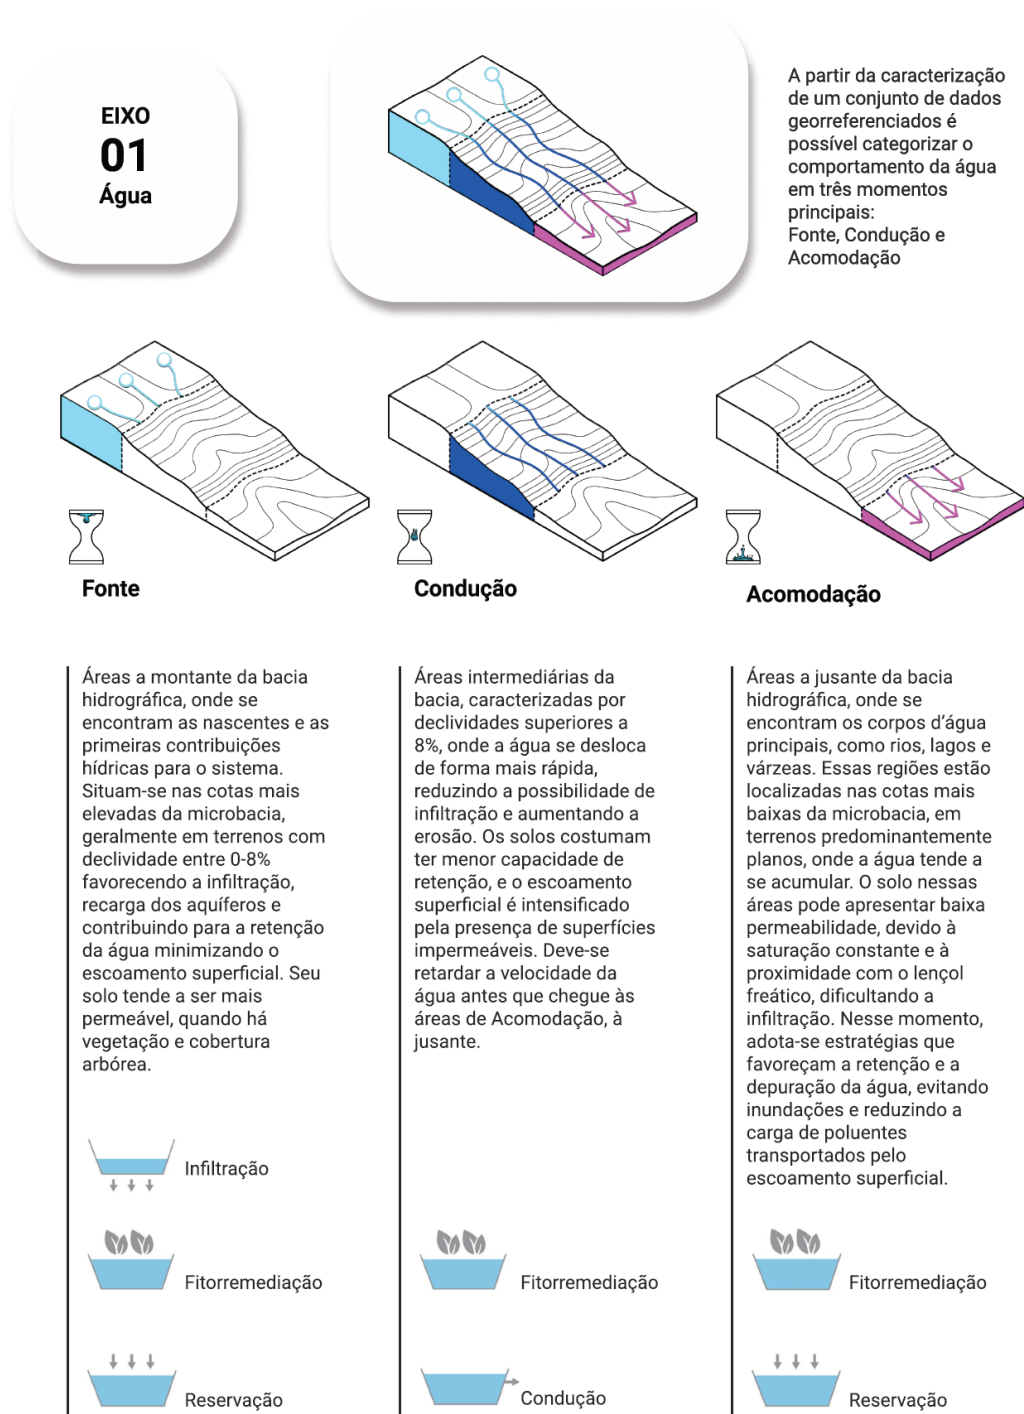 EIXO
01
Água
A partir da caracterização
de um conjunto de dados
georreferenciados é
possível categorizar o
comportamento da água
em três momentos
principais:
Fonte, Condução e
Acomodação
Fonte
Áreas a montante da bacia
hidrográfica, onde se
encontram as nascentes e as
primeiras contribuições
hídricas para o sistema.
Situam-se nas cotas mais
elevadas da microbacia,
geralmente em terrenos com
declividade entre 0-8%
favorecendo a infiltração,
recarga dos aquíferos e
contribuindo para a retenção
da água minimizando o
escoamento superficial. Seu
solo tende a ser mais
permeável, quando há
vegetação e cobertura
arbórea.
Infiltração
Fitorremediação
Reservação
Condução
Áreas intermediárias da
bacia, caracterizadas por
declividades superiores a
8%, onde a água se desloca
de forma mais rápida,
reduzindo a possibilidade de
infiltração e aumentando a
erosão. Os solos costumam
ter menor capacidade de
retenção, e o escoamento
superficial é intensificado
pela presença de superfícies
impermeáveis. Deve-se
retardar a velocidade da
água antes que chegue às
áreas de Acomodação, à
jusante.
Fitorremediação
Condução
Acomodação
Áreas a jusante da bacia
hidrográfica, onde se
encontram os corpos d’água
principais, como rios, lagos e
várzeas. Essas regiões estão
localizadas nas cotas mais
baixas da microbacia, em
terrenos predominantemente
planos, onde a água tende a
se acumular. O solo nessas
áreas pode apresentar baixa
permeabilidade, devido à
saturação constante e à
proximidade com o lençol
freático, dificultando a
infiltração. Nesse momento,
adota-se estratégias que
favoreçam a retenção e a
depuração da água, evitando
inundações e reduzindo a
carga de poluentes
transportados pelo
escoamento superficial.
Fitorremediação
Reservação